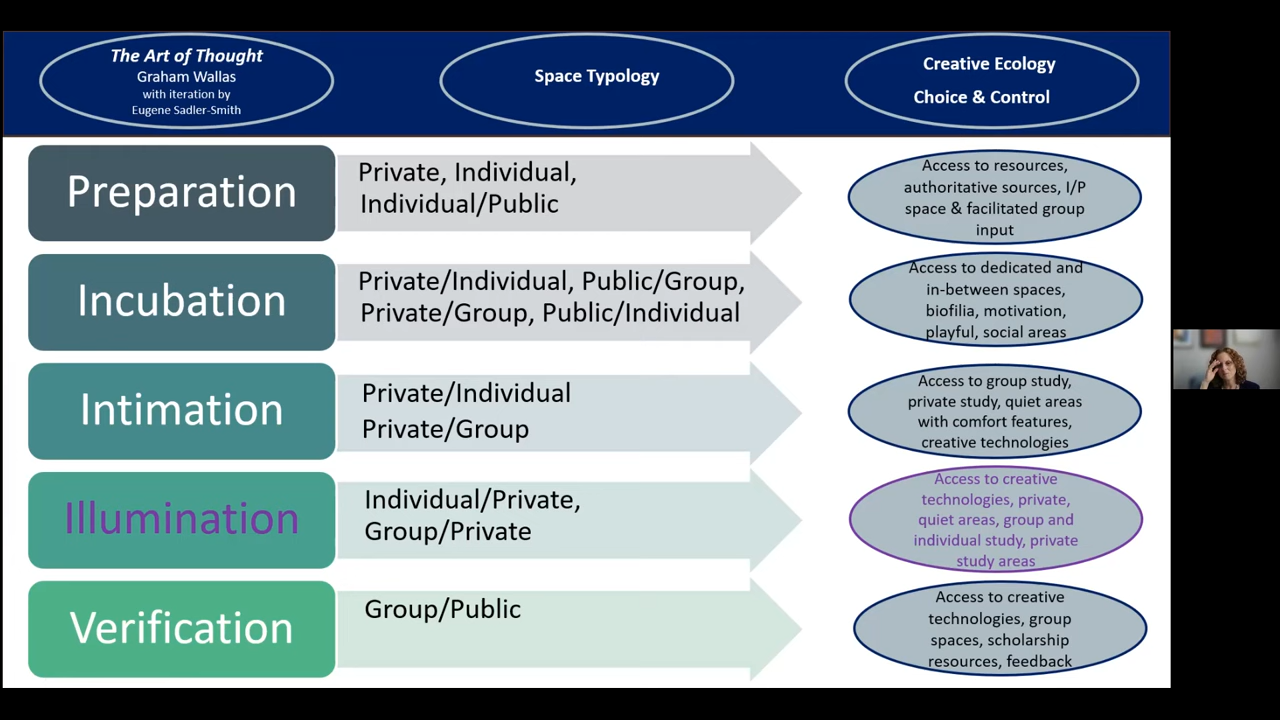 The Art of Thought
Graham Wallas
with iteration by
Eugene Sadler-Smith
Space Typology
Creative Ecology
Choice & Control
Preparation
Private, Individual,
Individual/Public
Access to resources,
authoritative sources, I/P
space & facilitated group
input
Incubation
Private/Individual, Public/Group,
Private/Group, Public/Individual
Access to dedicated and
in-between spaces,
biofilia, motivation,
playful, social areas
Intimation
Private/Individual
Private/Group
Access to group study,
private study, quiet areas
with comfort features,
creative technologies
Illumination
Individual/Private,
Group/Private
Access to creative
technologies, private,
quiet areas, group and
individual study, private
study areas
Verification
Group/Public
Access to creative
technologies, group
spaces, scholarship
resources, feedback